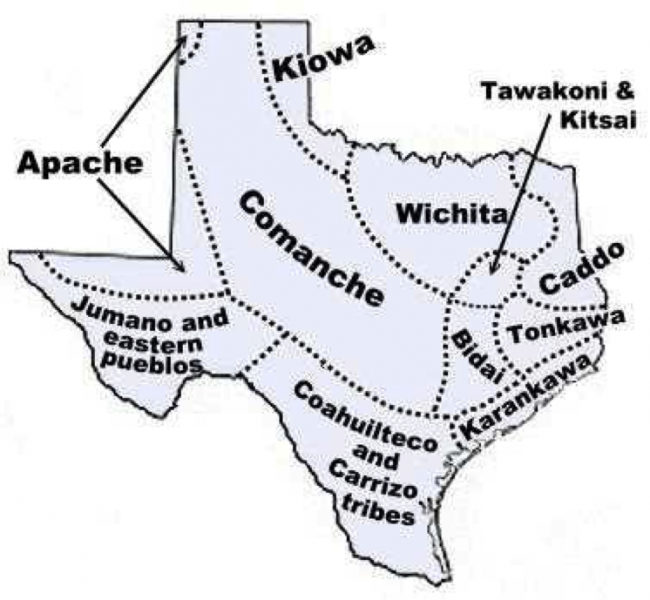 Kiowa
Tawakoni &
Kitsai
Apache
Comanche
Wichita
Caddo
Jumano and
eastern
pueblos
Bidai
Tonkawa
Karankawa
Coahuilteco
and
Carrizo
tribes